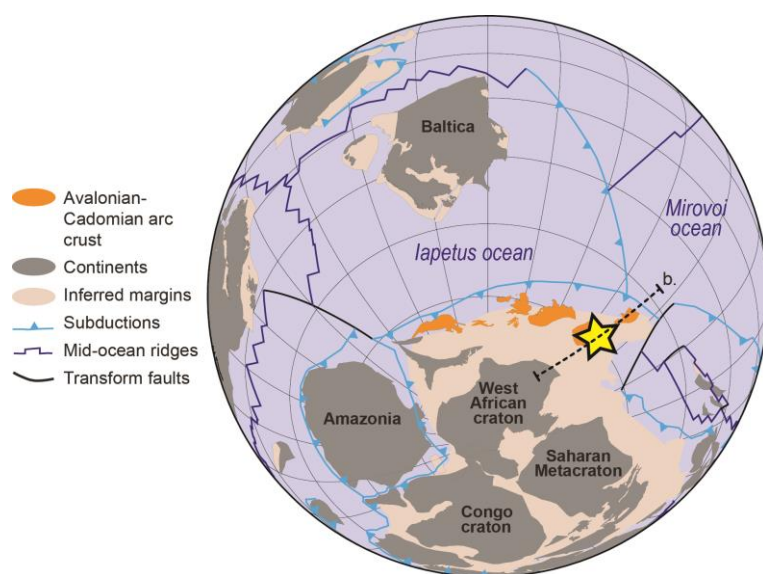 Baltica
Mirovoi
ocean
Iapetus ocean
b.
Avalonian-
Cadomian arc
crust
Continents
Inferred margins
Subductions
Mid-ocean ridges
Transform faults
West
African
craton
Amazonia
Saharan
Metacraton
Congo
craton